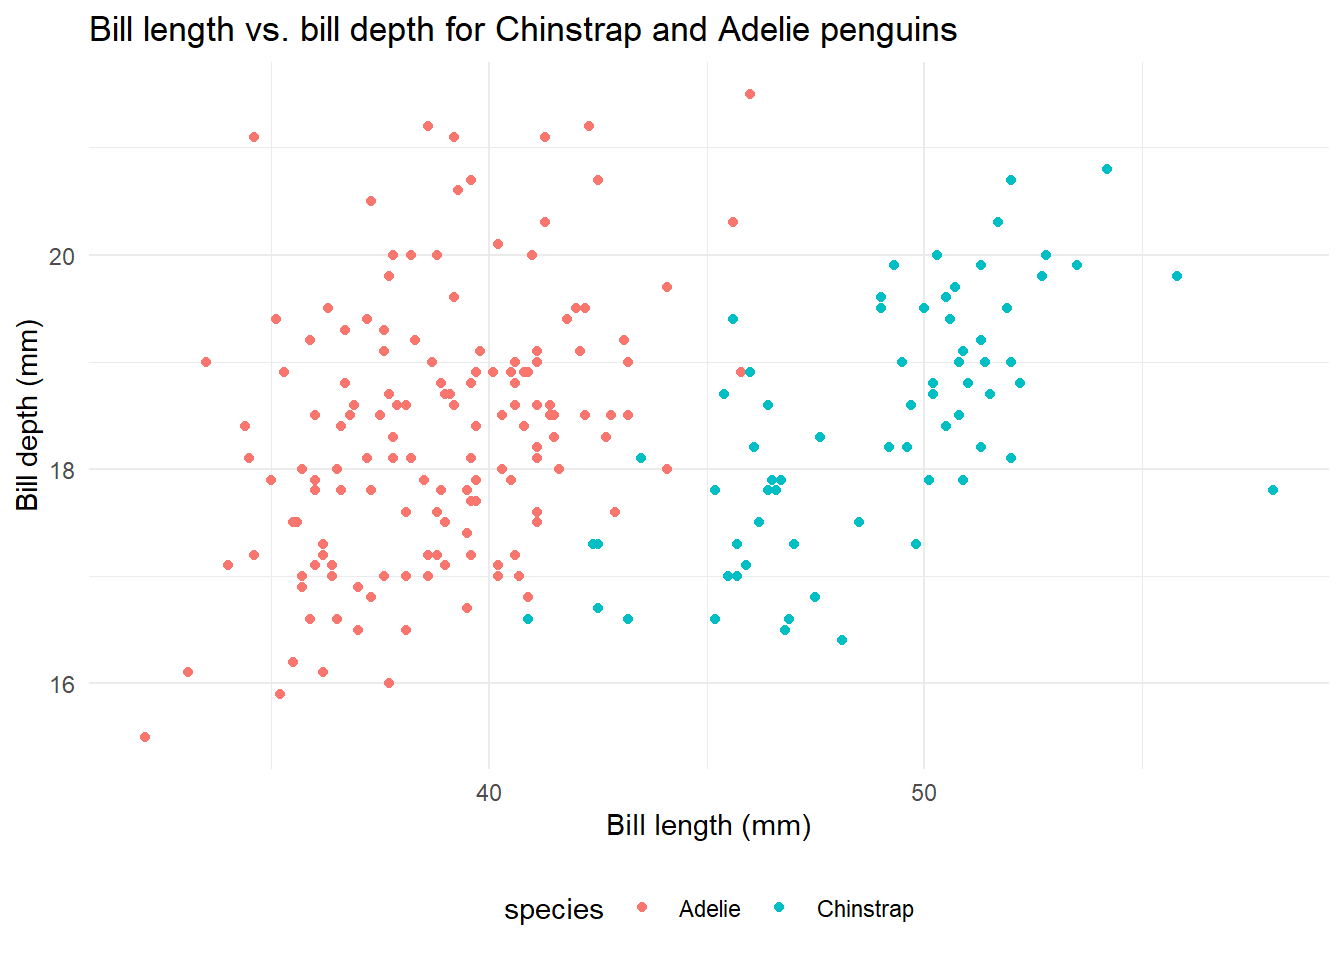 Bill length vs. bill depth for Chinstrap and Adelie penguins
Bill depth (mm)
20
18
16
40 50
Bill length (mm)
species Adelie Chinstrap